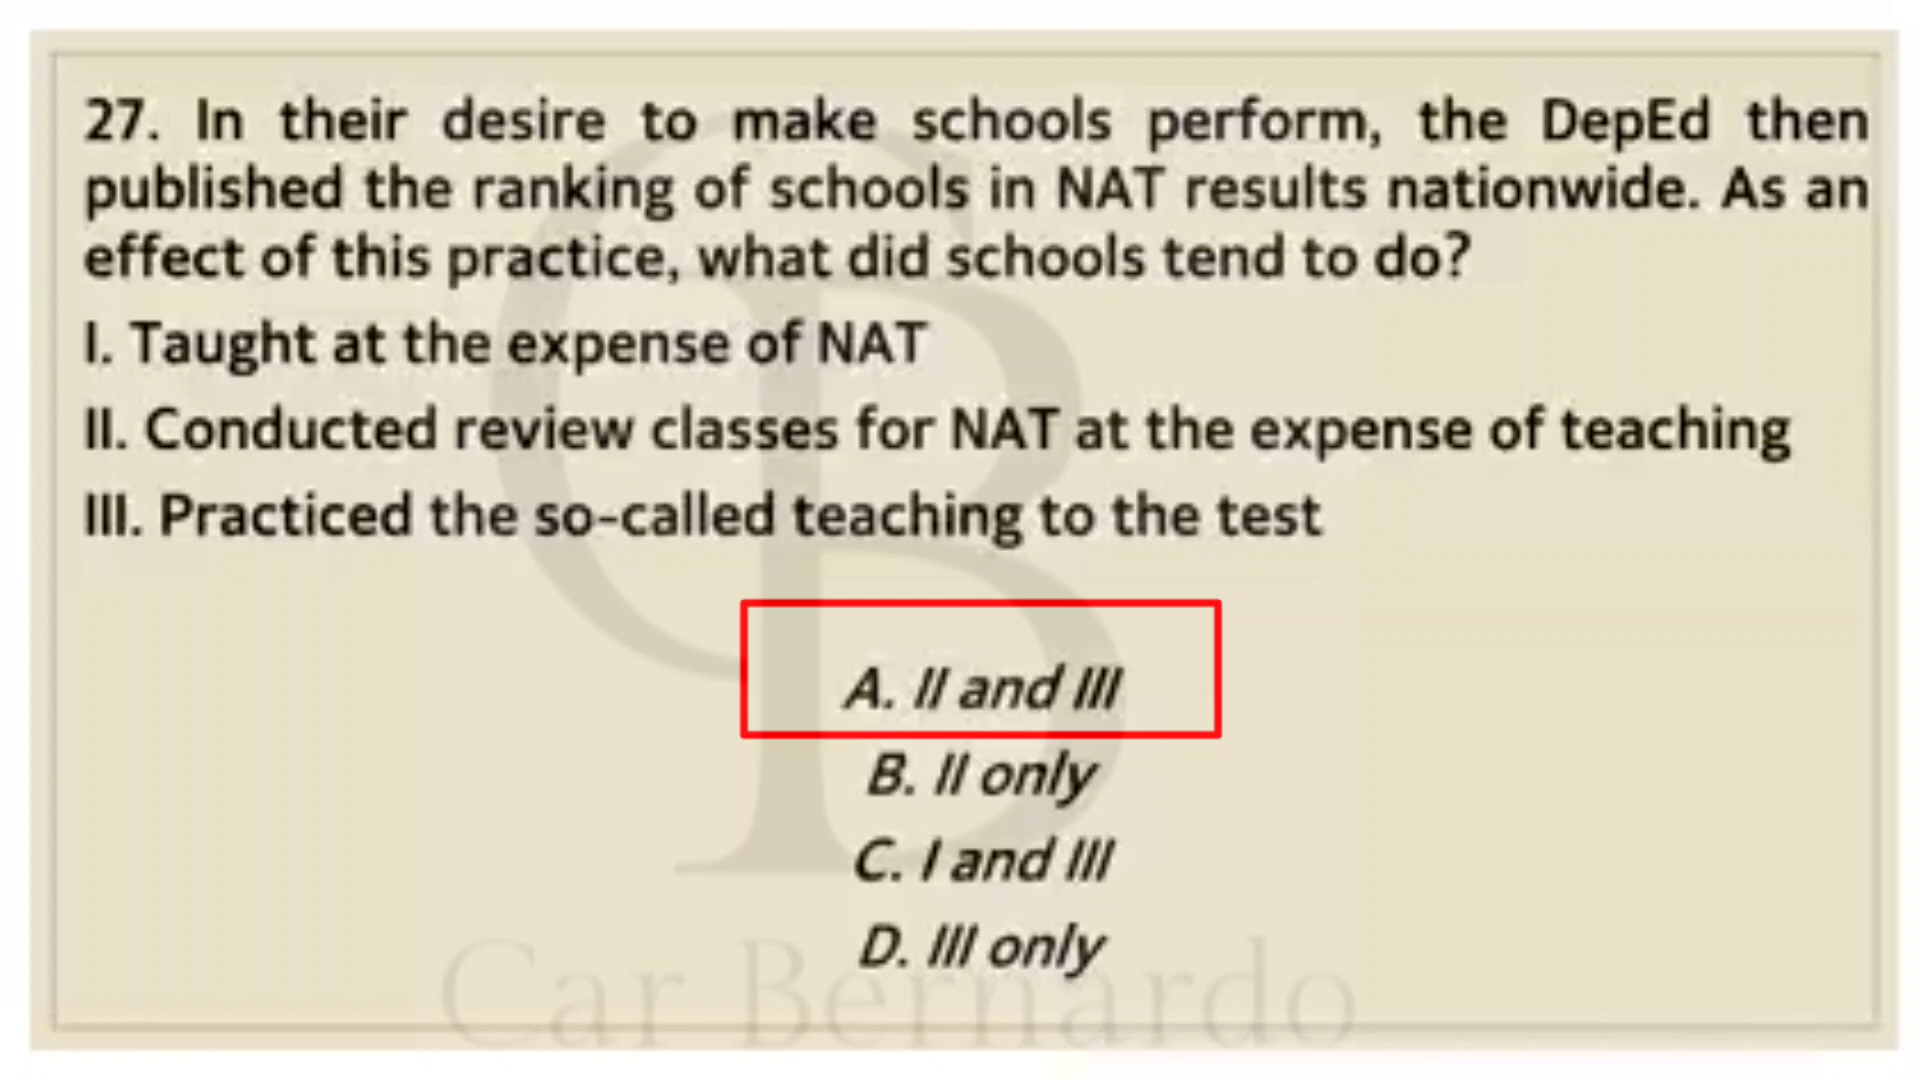 27. In their desire to make schools perform, the DepEd then
published the ranking of schools in NAT results nationwide. As an
effect of this practice, what did schools tend to do?
I. Taught at the expense of NAT
II. Conducted review classes for NAT at the expense of teaching
III. Practiced the so-called teaching to the test
A. II and III
B. II only
C. I and III
D. III only
Car Bernardo